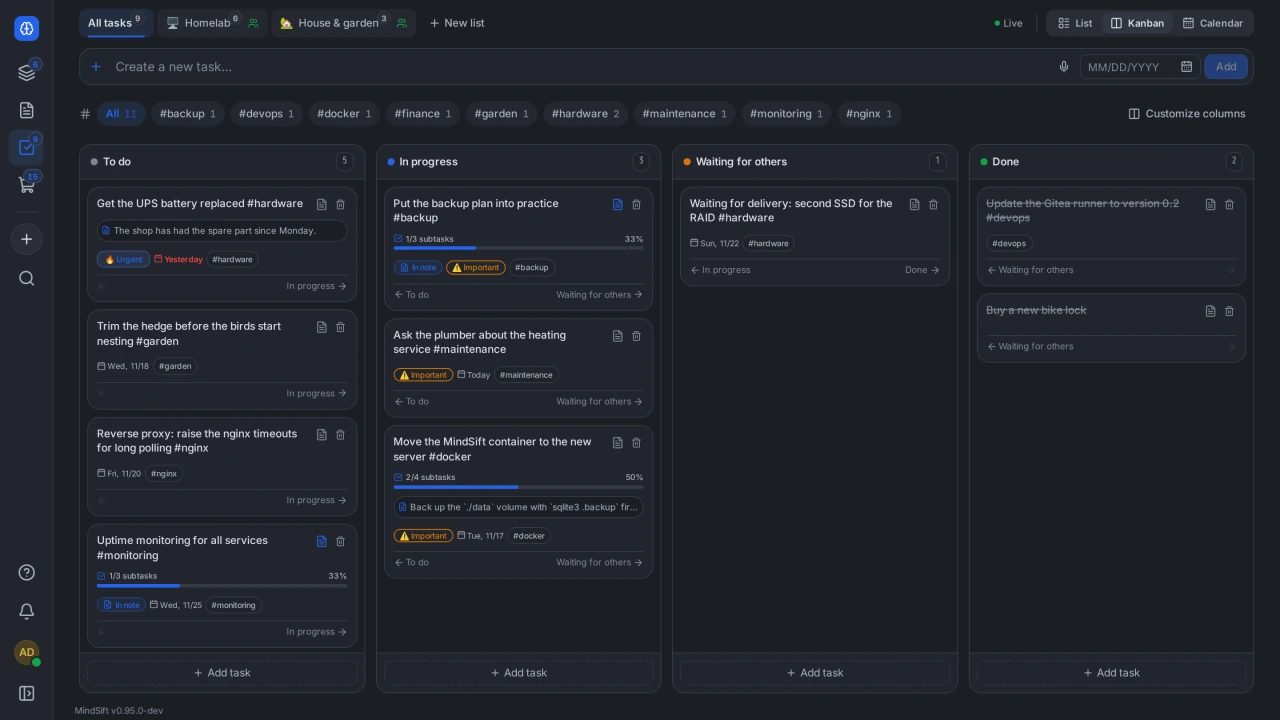 All tasks 9
Homelab 6
House & garden 3
New list
Live
List
Kanban
Calendar
6
9
15
Create a new task...
MM/DD/YYYY
Add
# All 11
#backup 1
#devops 1
#docker 1
#finance 1
#garden 1
#hardware 2
#maintenance 1
#monitoring 1
#nginx 1
Customize columns
To do 5
Get the UPS battery replaced #hardware
The shop has had the spare part since Monday.
Urgent Yesterday #hardware
In progress
Trim the hedge before the birds start
nesting #garden
Wed, 11/18 #garden
In progress
Reverse proxy: raise the nginx timeouts
for long polling #nginx
Fri, 11/20 #nginx
In progress
Uptime monitoring for all services
#monitoring
1/3 subtasks 33%
In note Wed, 11/25 #monitoring
In progress
Add task
In progress 3
Put the backup plan into practice
#backup
1/3 subtasks 33%
In note Important #backup
To do Waiting for others
Ask the plumber about the heating
service #maintenance
Important Today #maintenance
To do Waiting for others
Move the MindSift container to the new
server #docker
2/4 subtasks 50%
Back up the `./data` volume with `sqlite3 .backup` fir...
Important Tue, 11/17 #docker
To do Waiting for others
Add task
Waiting for others 1
Waiting for delivery: second SSD for the
RAID #hardware
Sun, 11/22 #hardware
In progress Done
Add task
Done 2
Update the Gitea runner to version 0.2
#devops
#devops
Waiting for others
Buy a new bike lock
Waiting for others
Add task
AD
MindSift v0.95.0-dev